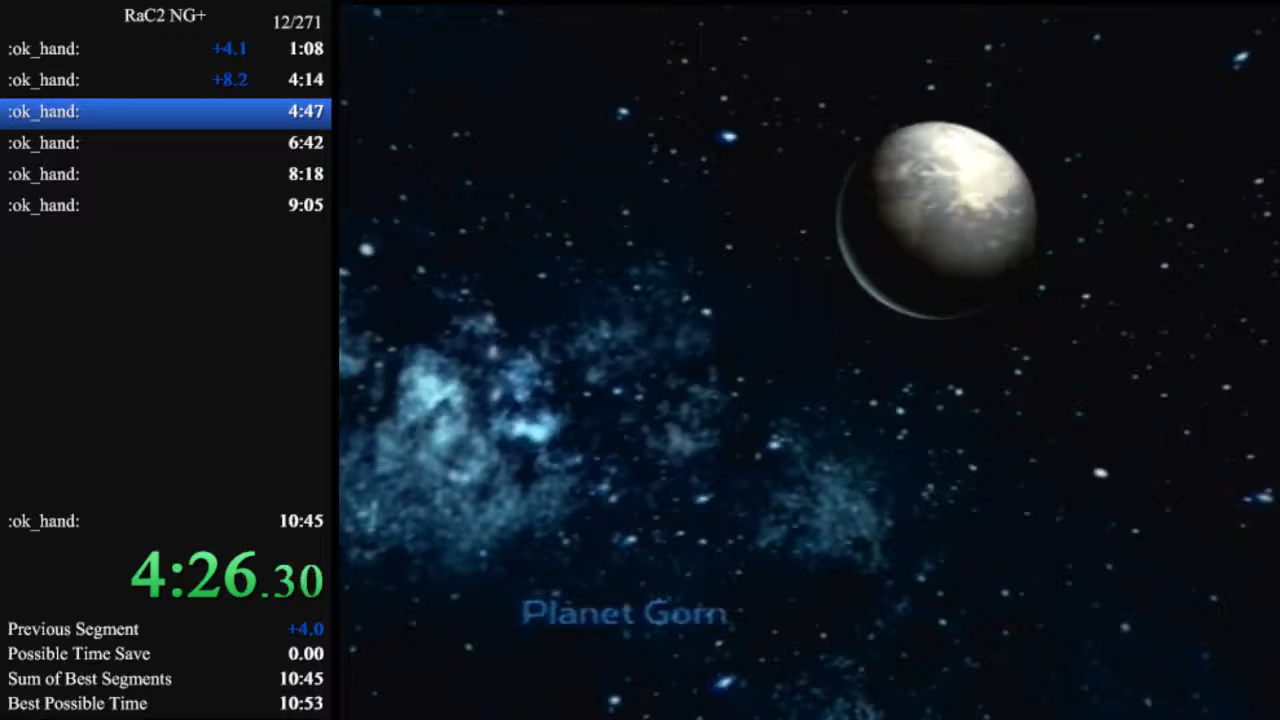 RaC2 NG+
12/271
:ok_hand: +4.1 1:08
:ok_hand: +8.2 4:14
:ok_hand: 4:47
:ok_hand: 6:42
:ok_hand: 8:18
:ok_hand: 9:05
:ok_hand: 10:45
4:26.30
Previous Segment +4.0
Possible Time Save 0.00
Sum of Best Segments 10:45
Best Possible Time 10:53
Planet Gorn